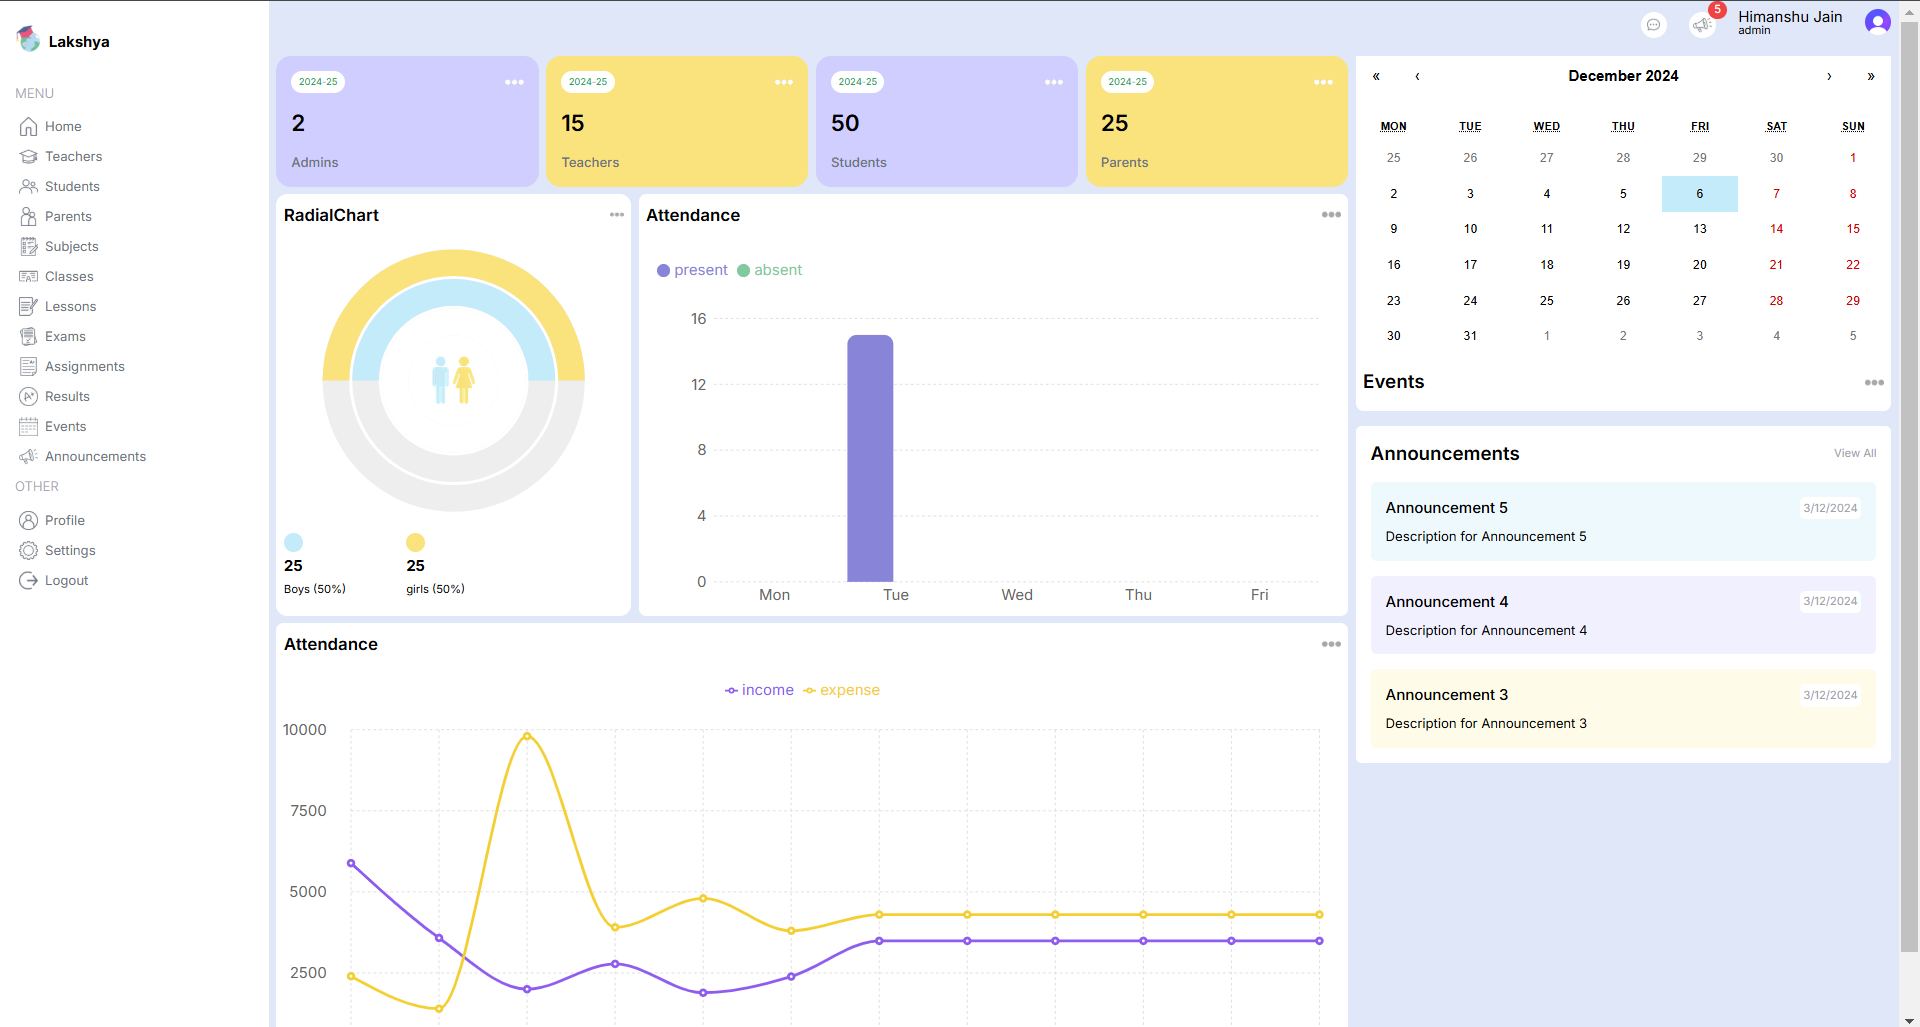 Lakshya
MENU
Home
Teachers
Students
Parents
Subjects
Classes
Lessons
Exams
Assignments
Results
Events
Announcements
OTHER
Profile
Settings
Logout
5
Himanshu Jain
admin
2024-25
2
Admins
2024-25
15
Teachers
2024-25
50
Students
2024-25
25
Parents
RadialChart
25
Boys (50%)
25
girls (50%)
Attendance
present absent
16
12
8
4
0
Mon Tue Wed Thu Fri
Attendance
income expense
10000
7500
5000
2500
« ‹ December 2024 › »
MON TUE WED THU FRI SAT SUN
25 26 27 28 29 30 1
2 3 4 5 6 7 8
9 10 11 12 13 14 15
16 17 18 19 20 21 22
23 24 25 26 27 28 29
30 31 1 2 3 4 5
Events
Announcements View All
Announcement 5 3/12/2024
Description for Announcement 5
Announcement 4 3/12/2024
Description for Announcement 4
Announcement 3 3/12/2024
Description for Announcement 3